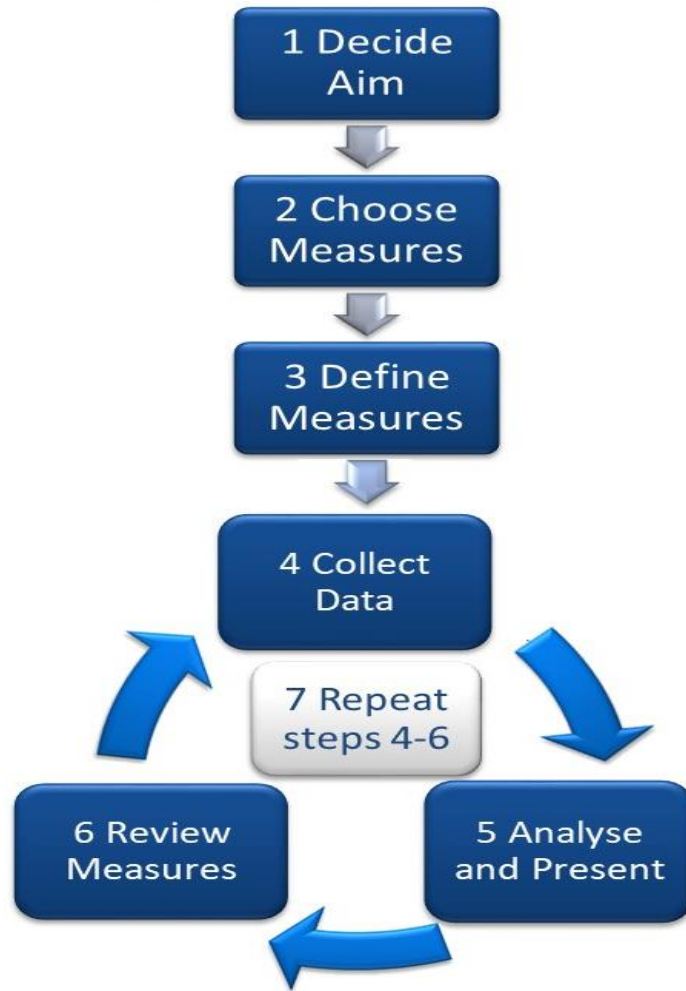 1 Decide
Aim
2 Choose
Measures
3 Define
Measures
4 Collect
Data
7 Repeat
steps 4-6
6 Review
Measures
5 Analyse
and Present